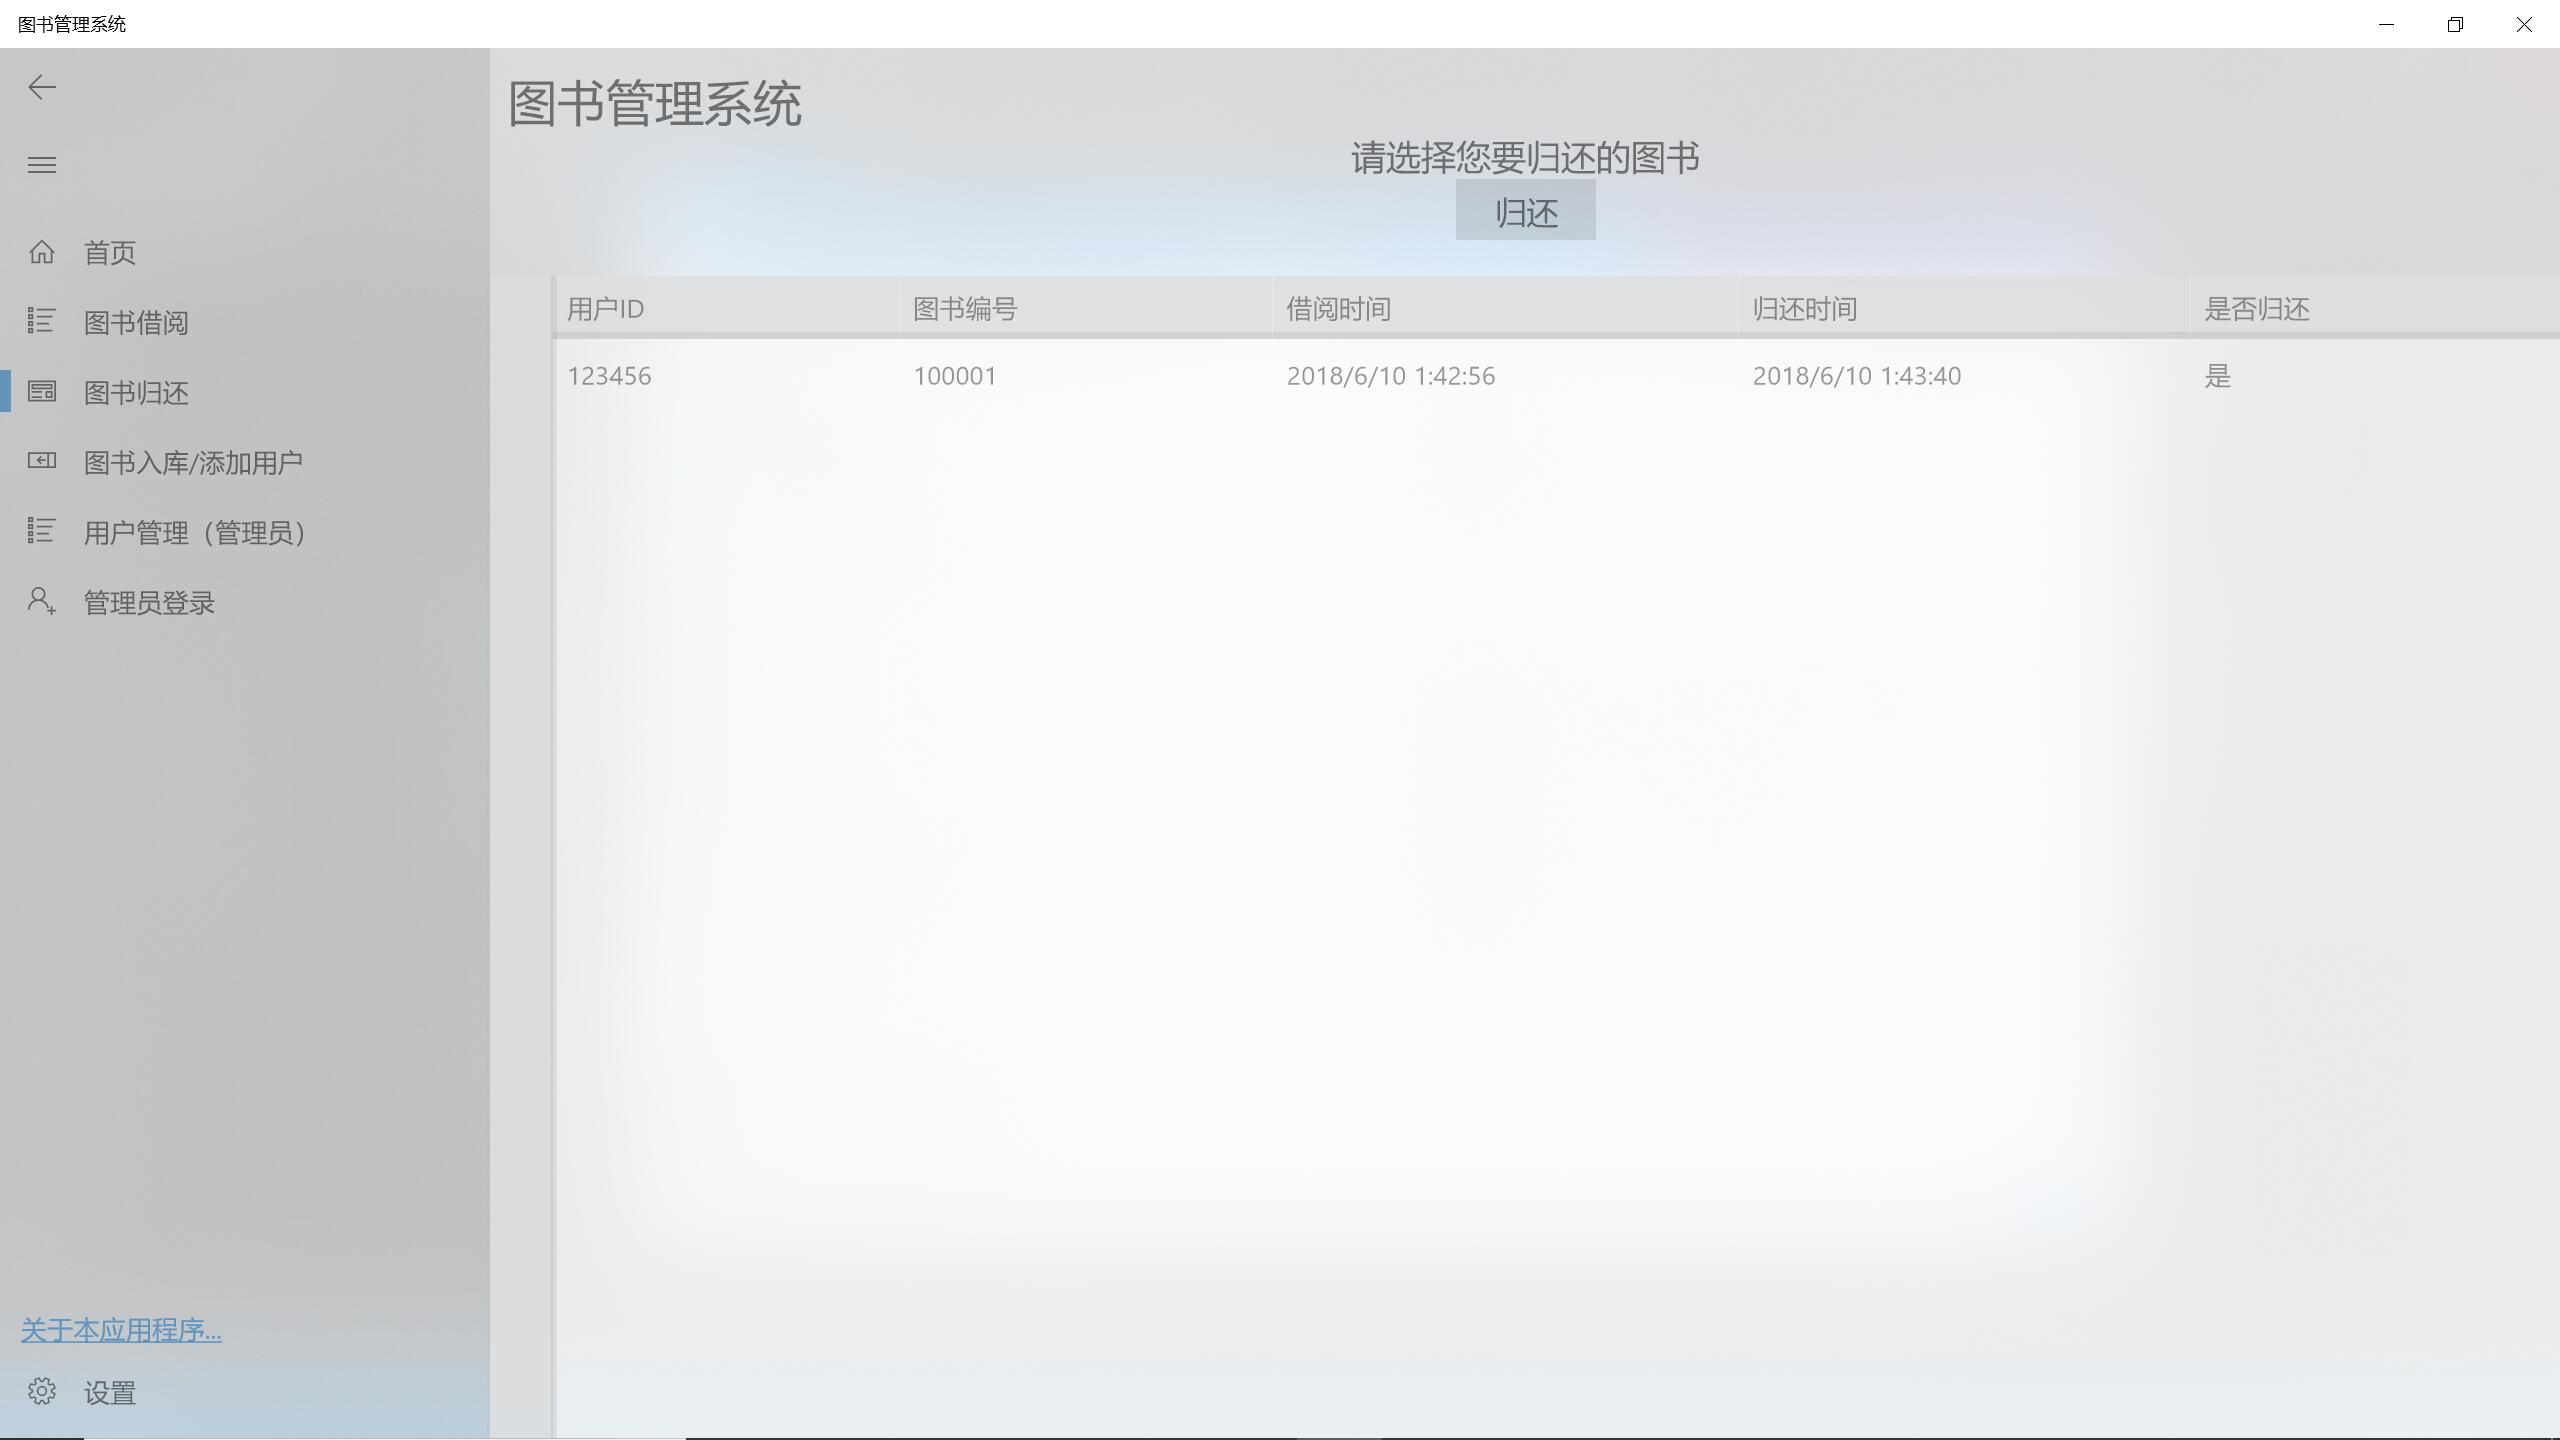 图书管理系统
图书管理系统
请选择您要归还的图书
归还
首页
图书借阅
图书归还
图书入库/添加用户
用户管理（管理员）
管理员登录
关于本应用程序...
设置
用户ID 图书编号 借阅时间 归还时间 是否归还
123456 100001 2018/6/10 1:42:56 2018/6/10 1:43:40 是